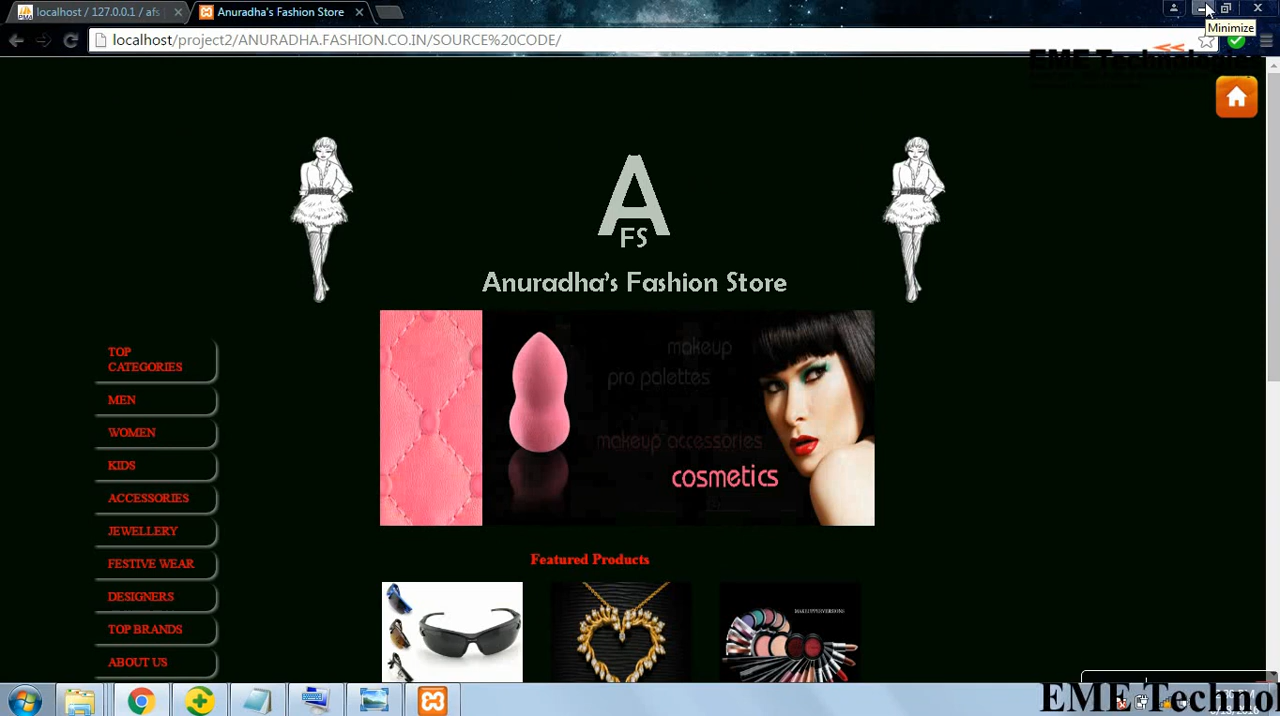 localhost / 127.0.0.1 / afs
Anuradha's Fashion Store
localhost/project2/ANURADHA.FASHION.CO.IN/SOURCE%20CODE/
Minimize
A
FS
Anuradha's Fashion Store
makeup
pro palettes
makeup accessories
cosmetics
TOP
CATEGORIES
MEN
WOMEN
KIDS
ACCESSORIES
JEWELLERY
FESTIVE WEAR
DESIGNERS
TOP BRANDS
ABOUT US
Featured Products
EME Techno